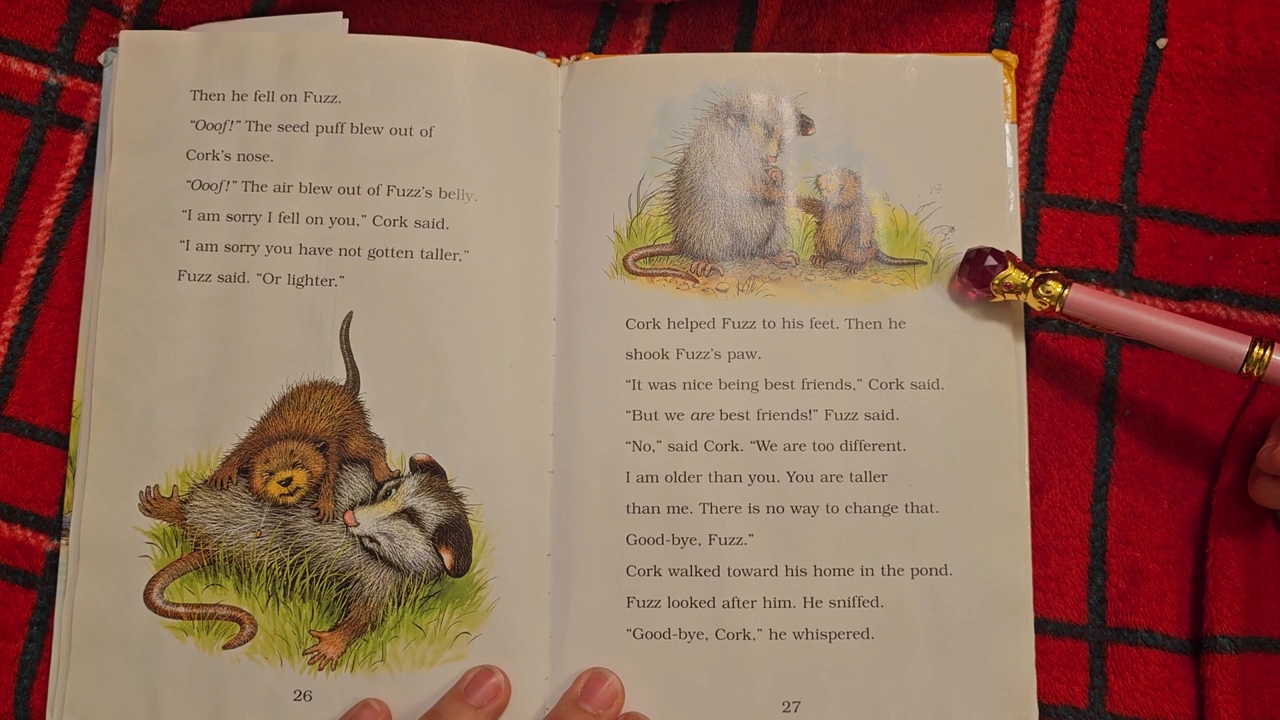 Then he fell on Fuzz.
“Ooof!” The seed puff blew out of
Cork’s nose.
“Ooof!” The air blew out of Fuzz’s belly.
“I am sorry I fell on you,” Cork said.
“I am sorry you have not gotten taller,”
Fuzz said. “Or lighter.”
26
Cork helped Fuzz to his feet. Then he
shook Fuzz’s paw.
“It was nice being best friends,” Cork said.
“But we are best friends!” Fuzz said.
“No,” said Cork. “We are too different.
I am older than you. You are taller
than me. There is no way to change that.
Good-bye, Fuzz.”
Cork walked toward his home in the pond.
Fuzz looked after him. He sniffed.
“Good-bye, Cork,” he whispered.
27